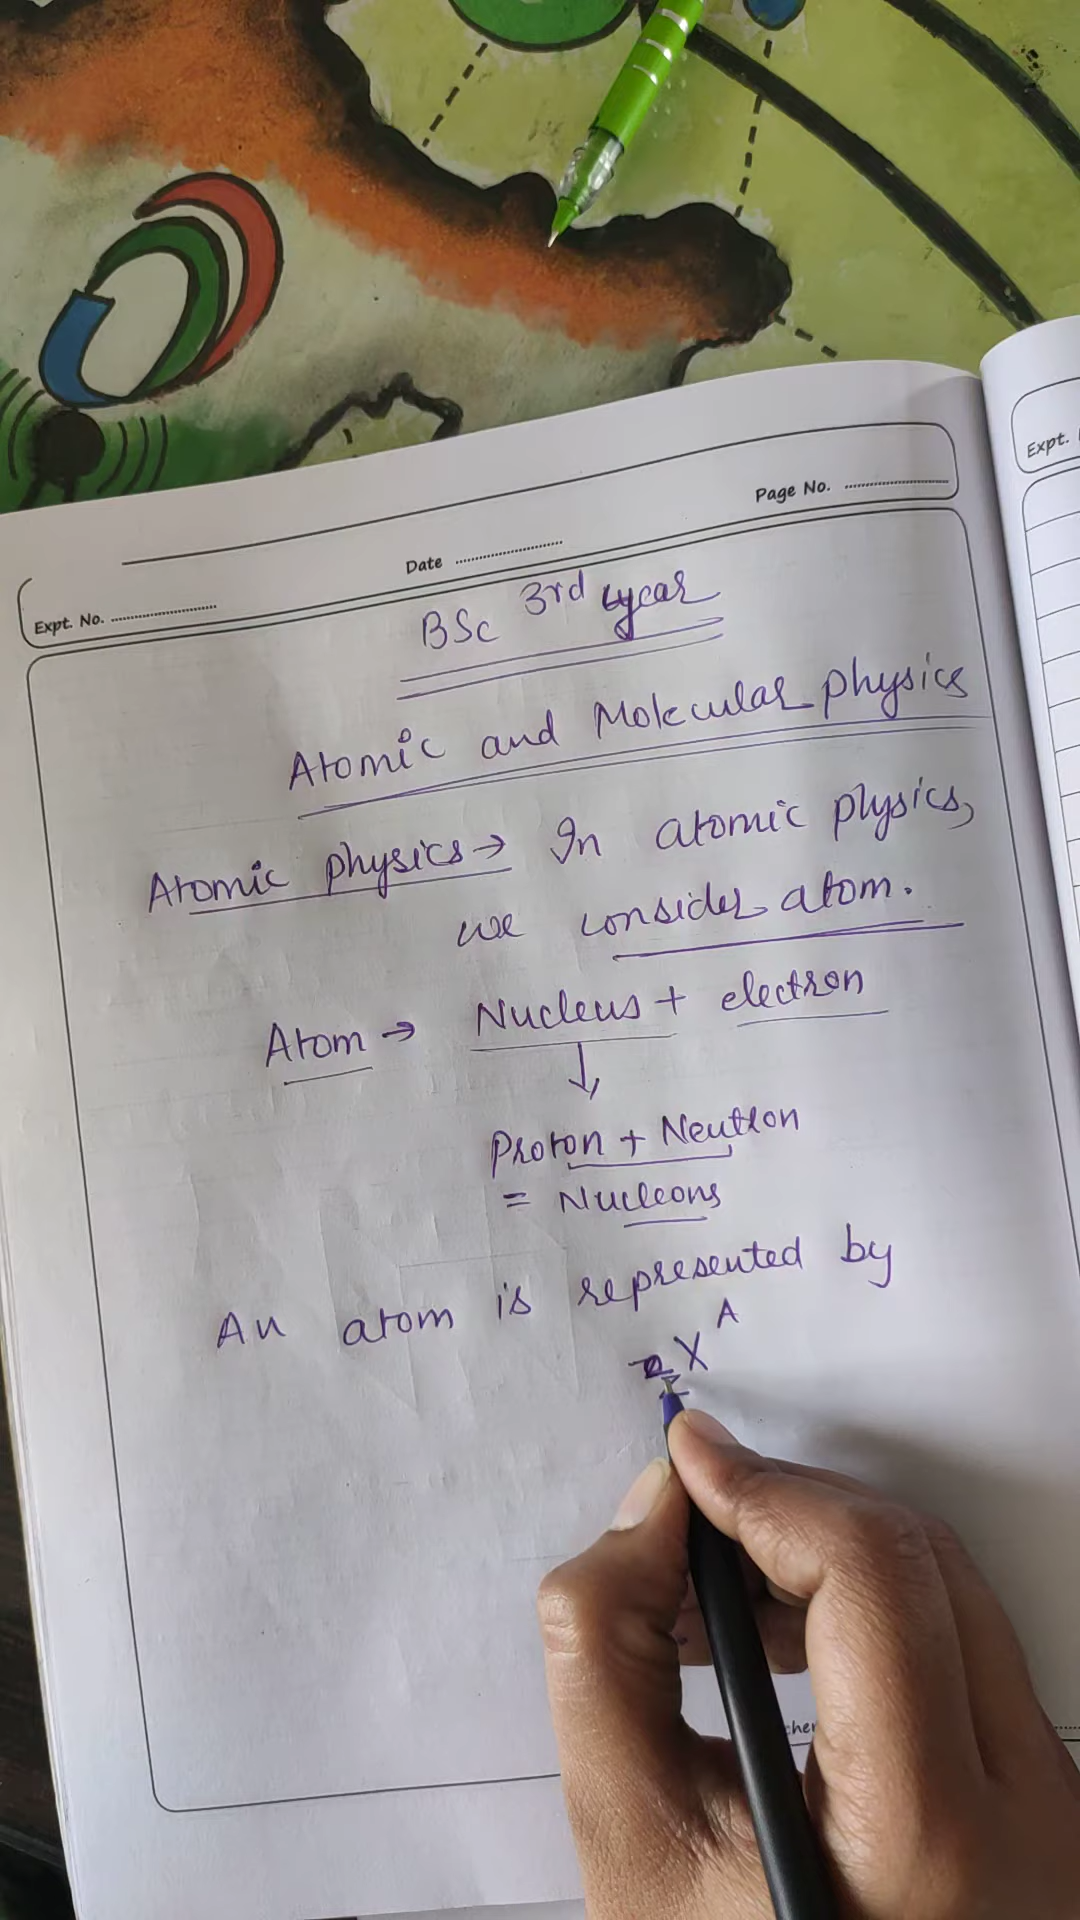 Page No.
Date
Expt. No.
Expt.
BSc 3rd year
Atomic and Molecular physics
Atomic physics → In atomic physics,
we consider atom.
Atom → Nucleus + electron
↓
Proton + Neutron
= Nucleons
An atom is represented by
X A